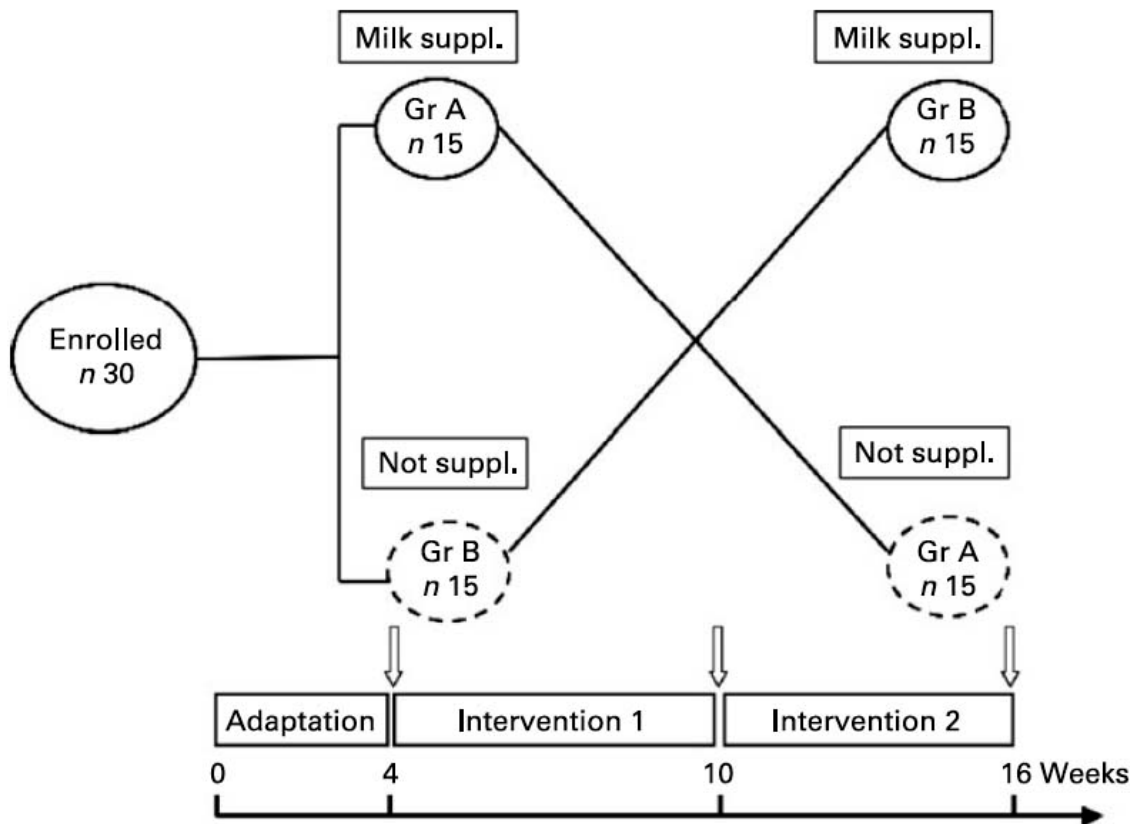 Milk suppl.
Milk suppl.
Gr A
n 15
Gr B
n 15
Enrolled
n 30
Not suppl.
Not suppl.
Gr B
n 15
Gr A
n 15
Adaptation
Intervention 1
Intervention 2
0
4
10
16 Weeks